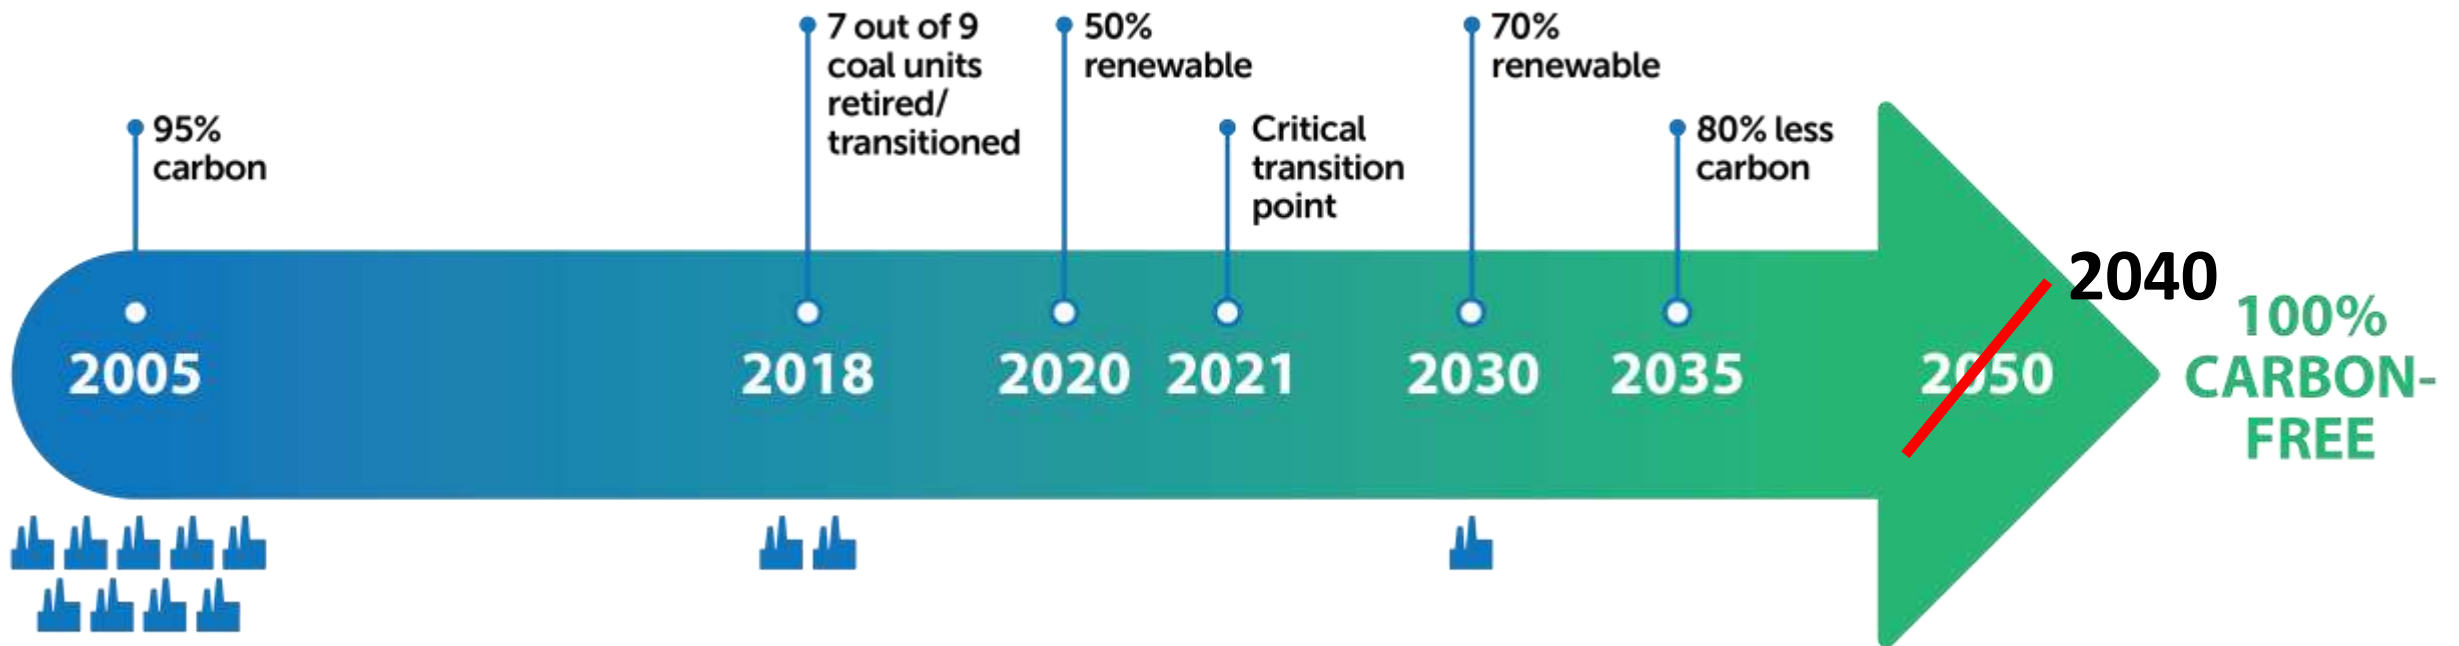 95%
carbon
7 out of 9
coal units
retired/
transitioned
50%
renewable
Critical
transition
point
70%
renewable
80% less
carbon
2005
2018
2020
2021
2030
2035
2050
2040
100%
CARBON-
FREE